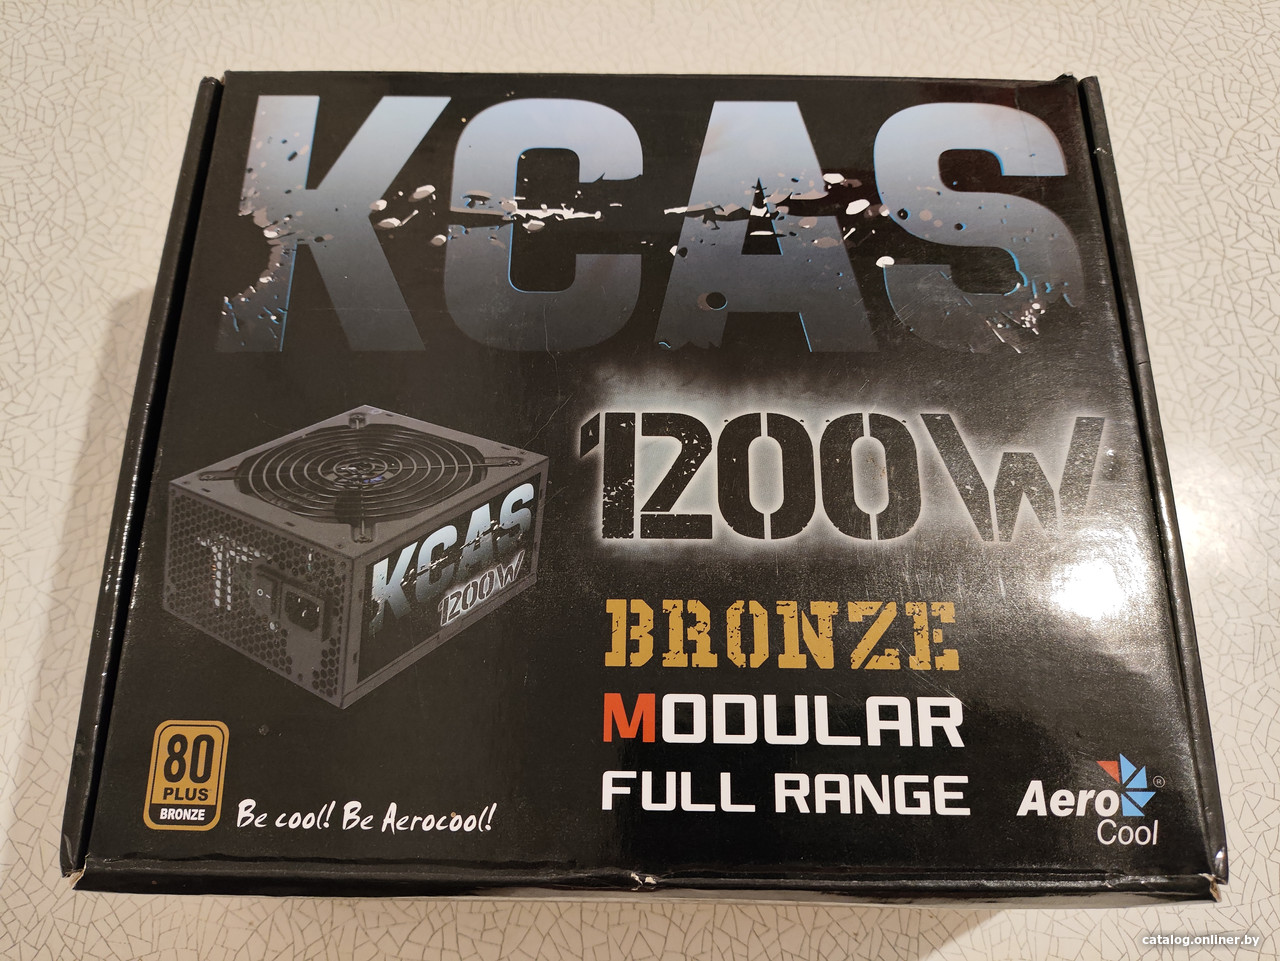 KCAS
1200W
KCAS
1200W
BRONZE
MODULAR
FULL RANGE
80
PLUS
BRONZE
Be cool! Be Aerocool!
Aero
Cool
®
catalog.onliner.by